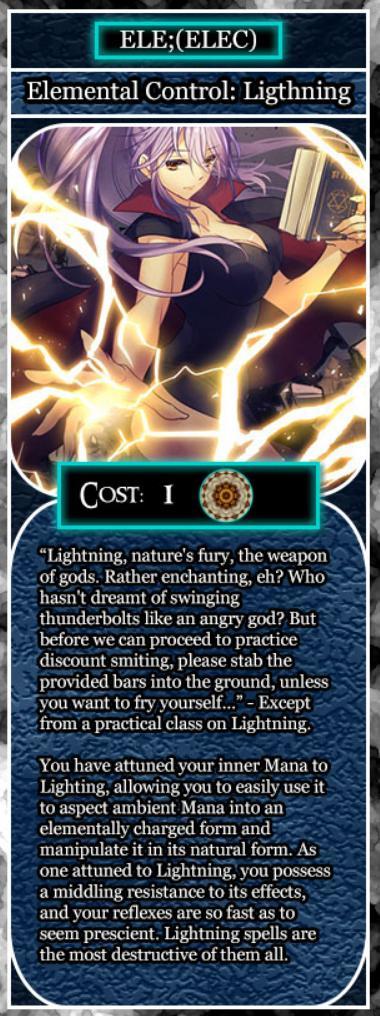 ELE;(ELEC)
Elemental Control: Ligthning
Cost: 1
“Lightning, nature's fury, the weapon
of gods. Rather enchanting, eh? Who
hasn't dreamt of swinging
thunderbolts like an angry god? But
before we can proceed to practice
discount smiting, please stab the
provided bars into the ground, unless
you want to fry yourself...” - Except
from a practical class on Lightning.
You have attuned your inner Mana to
Lighting, allowing you to easily use it
to aspect ambient Mana into an
elementally charged form and
manipulate it in its natural form. As
one attuned to Lightning, you possess
a middling resistance to its effects,
and your reflexes are so fast as to
seem prescient. Lightning spells are
the most destructive of them all.